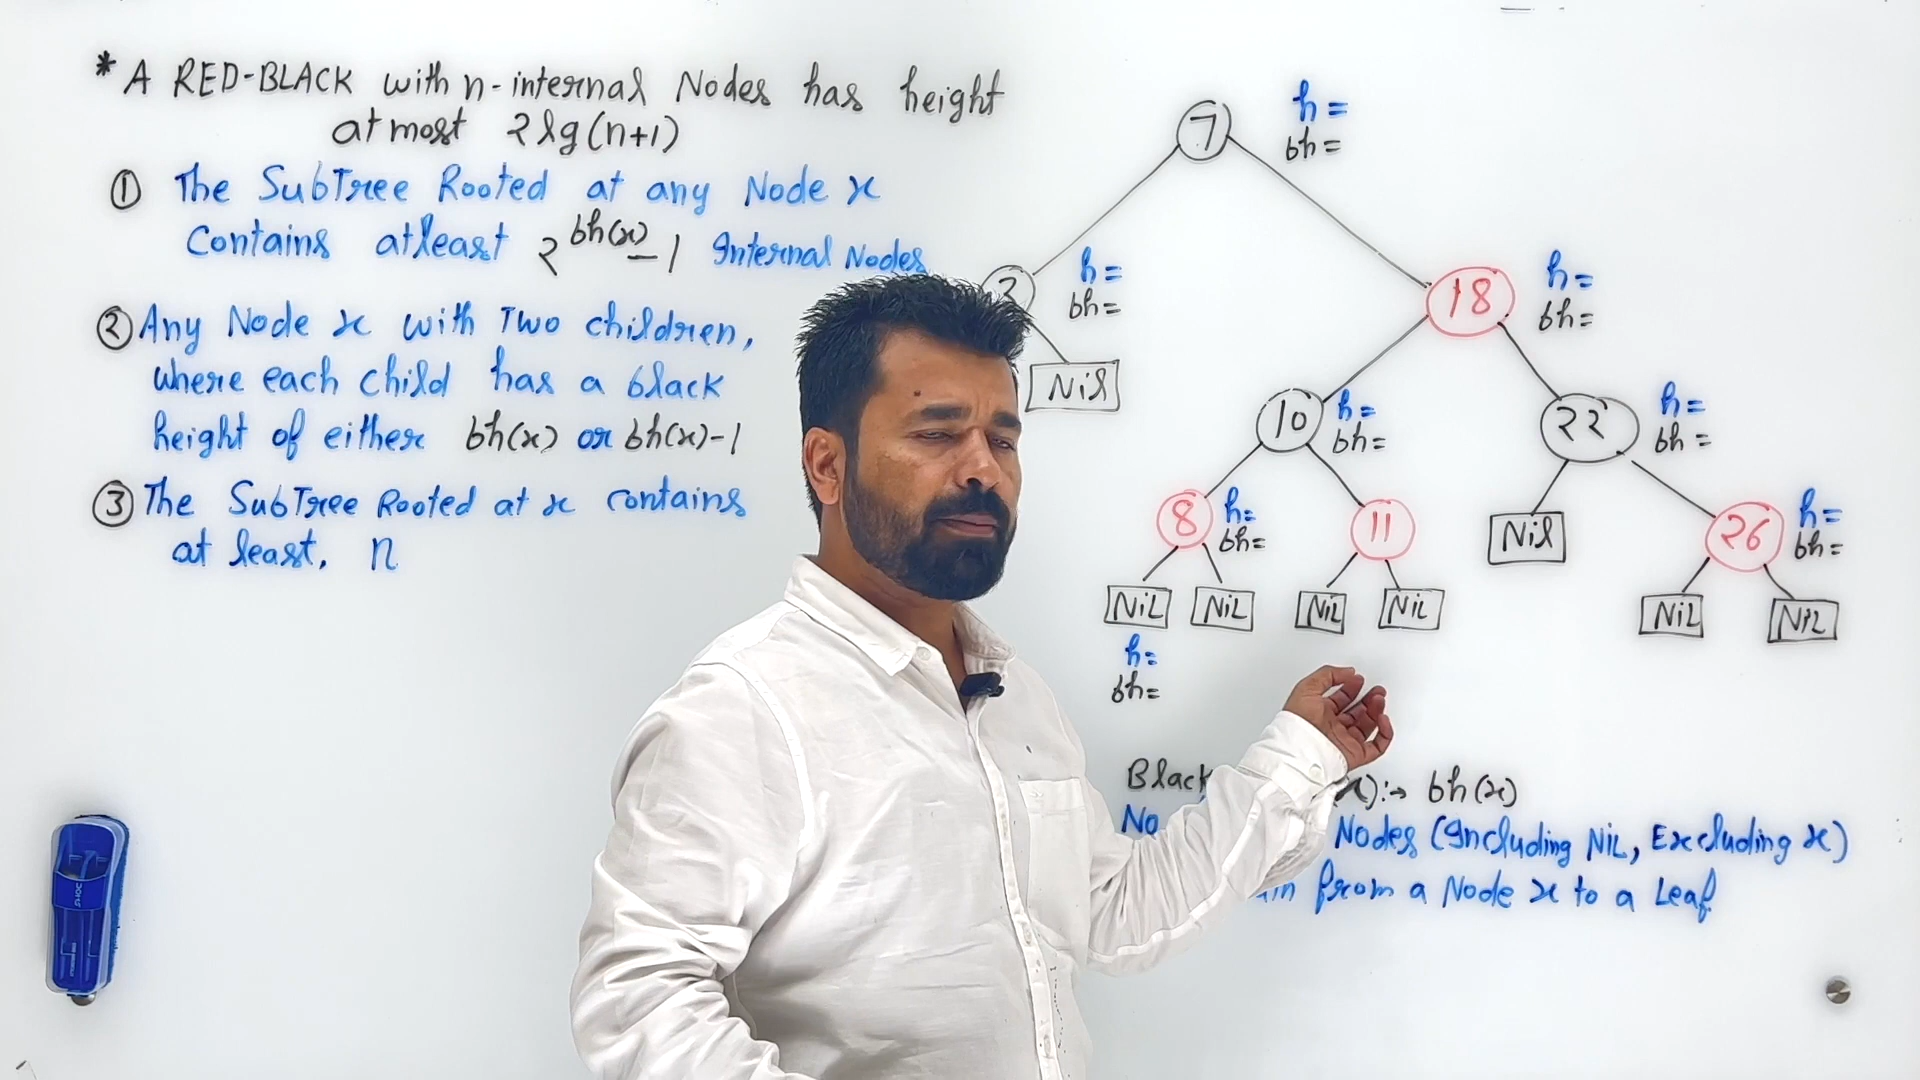 * A RED-BLACK with n-internal Nodes has height
at most 2 lg(n+1)
① The SubTree Rooted at any Node x
Contains atleast 2^bh(x) - 1 Internal Nodes
② Any Node x with Two children,
where each child has a black
height of either bh(x) or bh(x)-1
③ The SubTree Rooted at x contains
at least, n
7
h =
bh =
h =
bh =
Nil
18
h =
bh =
10
h =
bh =
22
h =
bh =
8
h =
bh =
11
Nil
26
h =
bh =
NiL
NiL
NiL
NiL
NiL
NiL
h =
bh =
Black (x):→ bh(x)
Nodes (Including NiL, Excluding x)
from a Node x to a Leaf